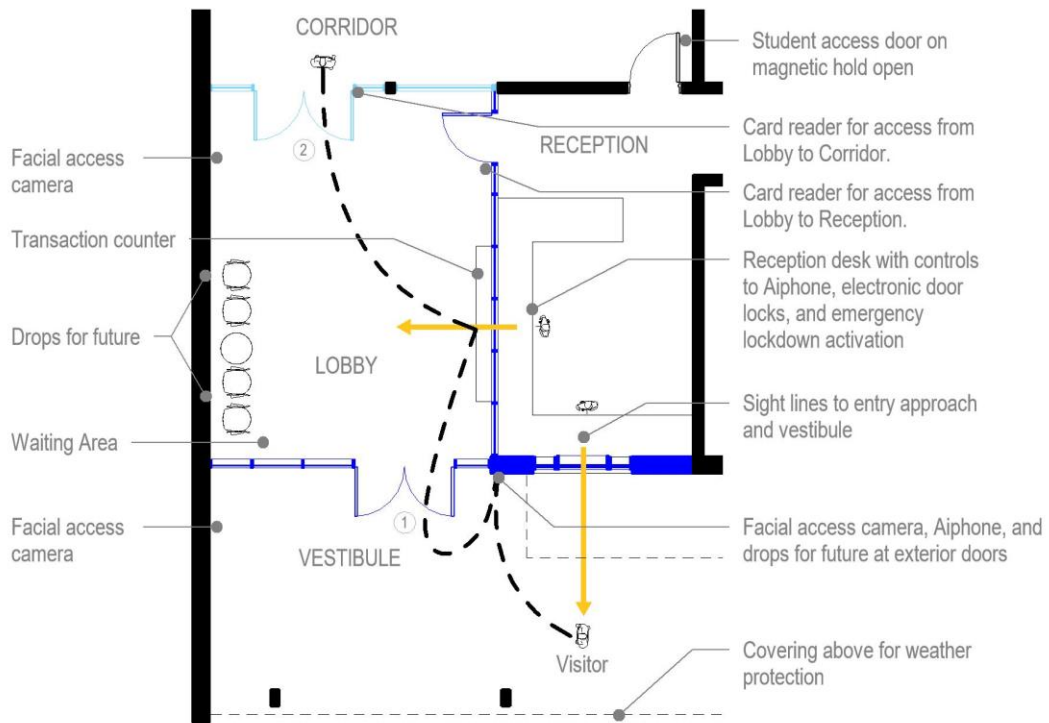 CORRIDOR
Student access door on
magnetic hold open
Card reader for access from
Lobby to Corridor.
RECEPTION
2
Facial access
camera
Card reader for access from
Lobby to Reception.
Transaction counter
Reception desk with controls
to Aiphone, electronic door
locks, and emergency
lockdown activation
Drops for future
LOBBY
Sight lines to entry approach
and vestibule
Waiting Area
1
Facial access
camera
VESTIBULE
Facial access camera, Aiphone, and
drops for future at exterior doors
Visitor
Covering above for weather
protection